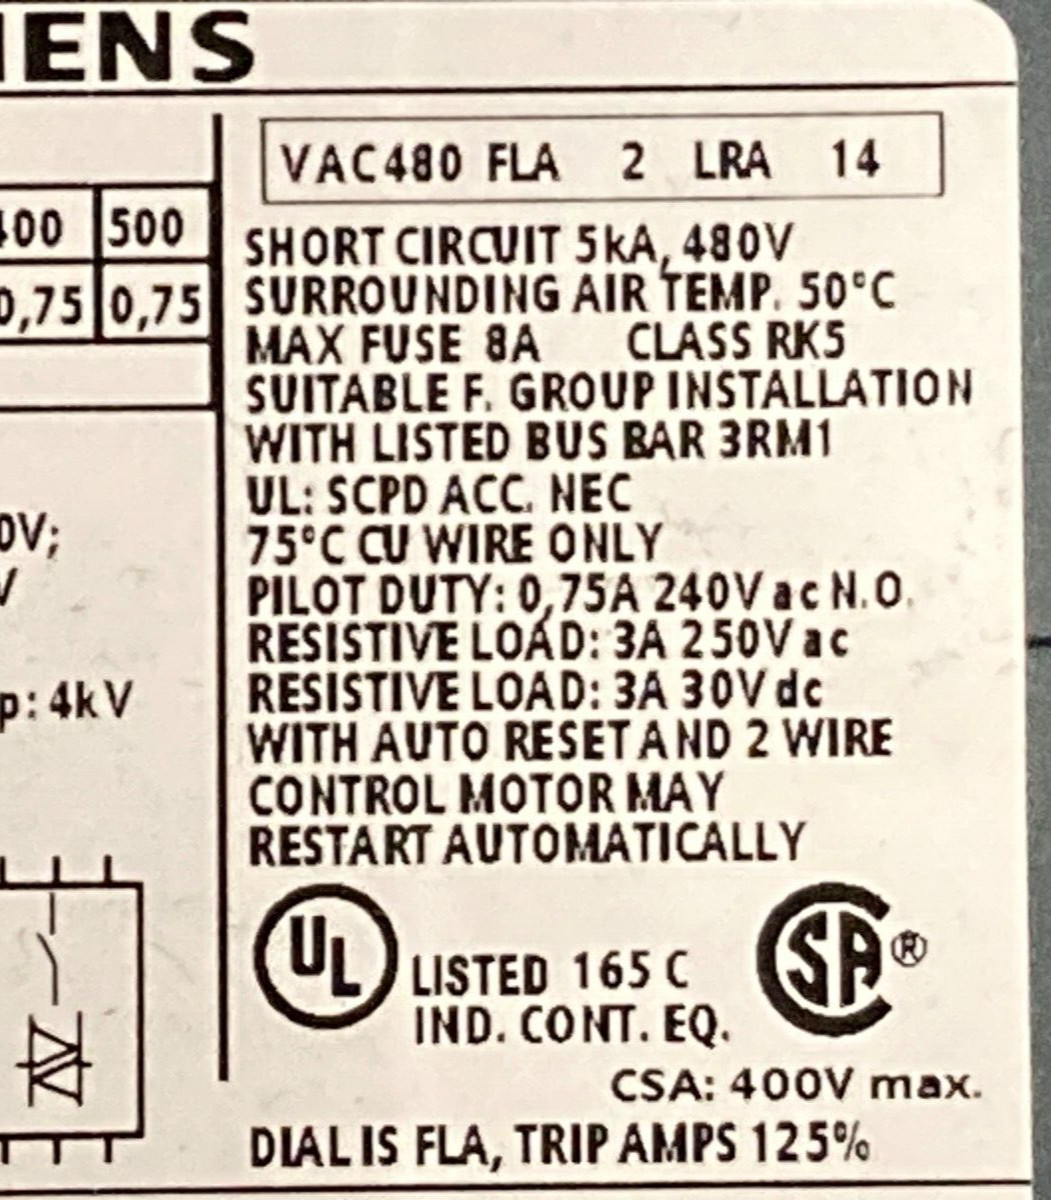 IENS
VAC480 FLA 2 LRA 14
400 500
0,75 0,75
SHORT CIRCUIT 5kA, 480V
SURROUNDING AIR TEMP. 50°C
MAX FUSE 8A CLASS RK5
SUITABLE F. GROUP INSTALLATION
WITH LISTED BUS BAR 3RM1
UL: SCPD ACC. NEC
75°C CU WIRE ONLY
PILOT DUTY: 0,75A 240V ac N.O.
RESISTIVE LOAD: 3A 250V ac
RESISTIVE LOAD: 3A 30V dc
WITH AUTO RESET AND 2 WIRE
CONTROL MOTOR MAY
RESTART AUTOMATICALLY
0V;
V
p: 4kV
UL LISTED 165 C
IND. CONT. EQ.
SA®
CSA: 400V max.
DIAL IS FLA, TRIP AMPS 125%